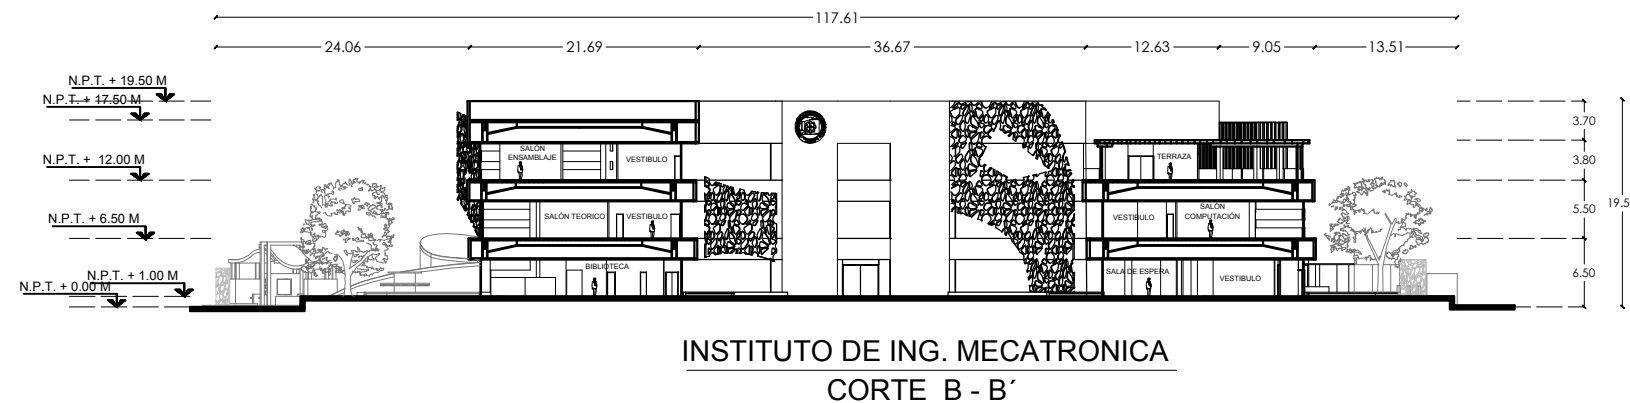 117.61
24.06 21.69 36.67 12.63 9.05 13.51
N.P.T. + 19.50 M
N.P.T. + 17.50 M
3.70
SALÓN
ENSAMBLAJE
VESTIBULO
TERRAZA
N.P.T. + 12.00 M
3.80
19.5
SALÓN TEORICO
VESTIBULO
VESTIBULO
SALÓN
COMPUTACIÓN
5.50
N.P.T. + 6.50 M
BIBLIOTECA
SALA DE ESPERA
VESTIBULO
6.50
N.P.T. + 1.00 M
N.P.T. + 0.00 M
INSTITUTO DE ING. MECATRONICA
CORTE B - B´